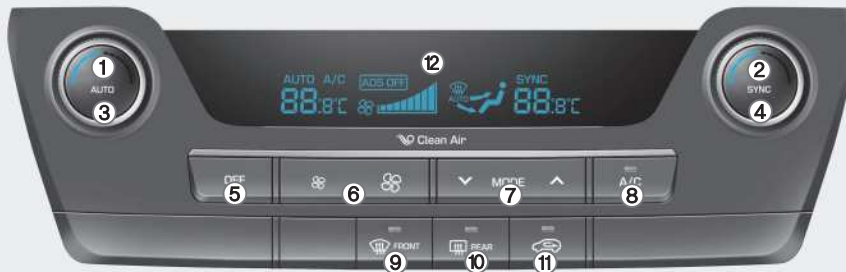 ① ⑫ ②
AUTO A/C ADS OFF SYNC
AUTO
88:8°C 88:8°C
AUTO SYNC
③ ④
Clean Air
OFF MODE A/C
⑤ ⑥ ⑦ ⑧
FRONT REAR
⑨ ⑩ ⑪